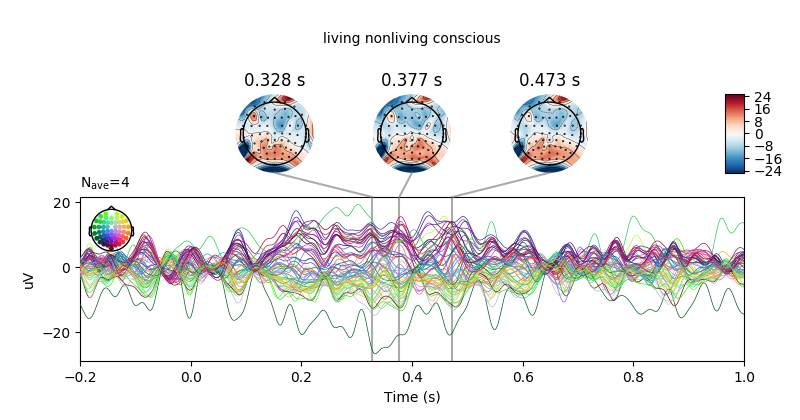 living nonliving conscious
0.328 s
0.377 s
0.473 s
24
16
8
0
−8
−16
−24
Nave=4
20
0
−20
uV
−0.2
0.0
0.2
0.4
0.6
0.8
1.0
Time (s)